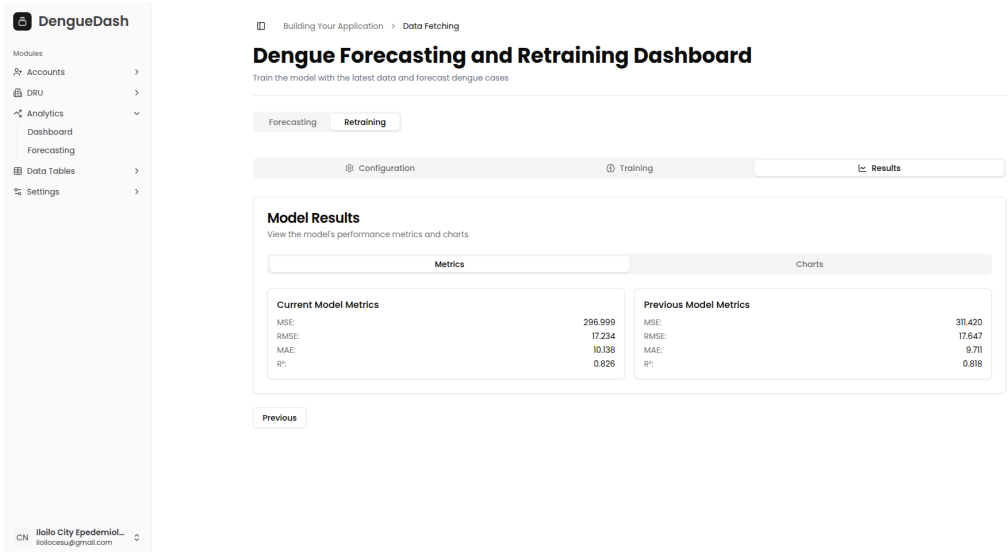 DengueDash
Modules
Accounts
DRU
Analytics
Dashboard
Forecasting
Data Tables
Settings
CN
Iloilo City Epedemiol...
iloilocesu@gmail.com
Building Your Application > Data Fetching
Dengue Forecasting and Retraining Dashboard
Train the model with the latest data and forecast dengue cases
Forecasting Retraining
Configuration Training Results
Model Results
View the model's performance metrics and charts
Metrics Charts
Current Model Metrics
MSE: 296.999
RMSE: 17.234
MAE: 10.138
R²: 0.826
Previous Model Metrics
MSE: 311.420
RMSE: 17.647
MAE: 9.711
R²: 0.818
Previous